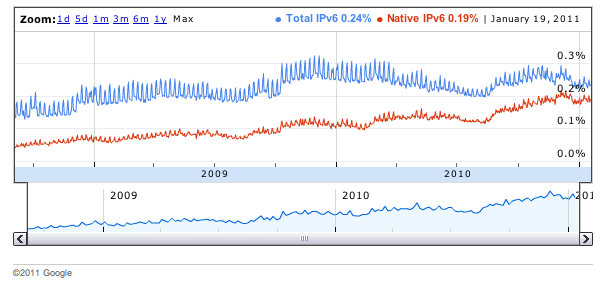 Zoom: 1d 5d 1m 3m 6m 1y Max ● Total IPv6 0.24% ● Native IPv6 0.19% | January 19, 2011
0.3%
0.2%
0.1%
0.0%
2009 2010
2009 2010 201
©2011 Google